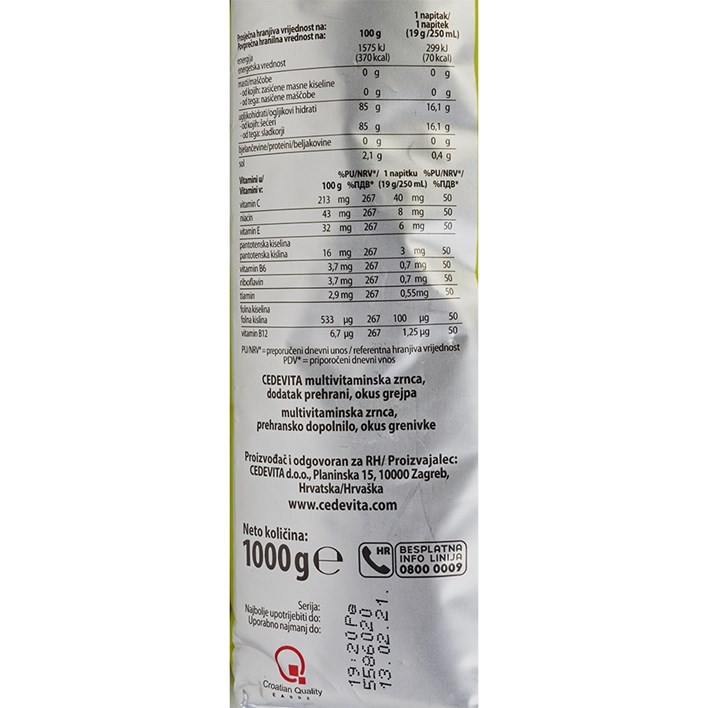 Prosječna hranjiva vrijednost na: 100 g 1 napitak/
Povprečna hranilna vrednost na: 1 napitek
(19 g/250 mL)
energija 1575 kJ 299 kJ
energetska vrednost (370 kcal) (70 kcal)
masti/maščobe 0 g 0 g
- od kojih: zasićene masne kiseline
- od tega: nasičene maščobe 0 g 0 g
ugljikohidrati/ogljikovi hidrati 85 g 16,1 g
- od kojih: šećeri
- od tega: sladkorji 85 g 16,1 g
bjelančevine/proteini/beljakovine 0 g 0 g
sol 2,1 g 0,4 g
Vitamini u/ %PU/NRV*/ 1 napitku %PU/NRV*/
Vitamini v: 100 g %ПДВ* (19 g/250 mL) %ПДВ*
vitamin C 213 mg 267 40 mg 50
niacin 43 mg 267 8 mg 50
vitamin E 32 mg 267 6 mg 50
pantotenska kiselina
pantotenska kislina 16 mg 267 3 mg 50
vitamin B6 3,7 mg 267 0,7 mg 50
riboflavin 3,7 mg 267 0,7 mg 50
tiamin 2,9 mg 267 0,55mg 50
folna kiselina
folna kislina 533 µg 267 100 µg 50
vitamin B12 6,7 µg 267 1,25 µg 50
PU/NRV* = preporučeni dnevni unos / referentna hranjiva vrijednost
PDV* = priporočeni dnevni vnos
CEDEVITA multivitaminska zrnca,
dodatak prehrani, okus grejpa
multivitaminska zrnca,
prehransko dopolnilo, okus grenivke
Proizvođač i odgovoran za RH/ Proizvajalec:
CEDEVITA d.o.o., Planinska 15, 10000 Zagreb,
Hrvatska/Hrvaška
www.cedevita.com
Neto količina:
1000 g e
HR
BESPLATNA
INFO LINIJA
0800 0009
Serija:
Najbolje upotrijebiti do:
Uporabno najmanj do:
19:20Pa
5586020
13.02.21.
Croatian Quality